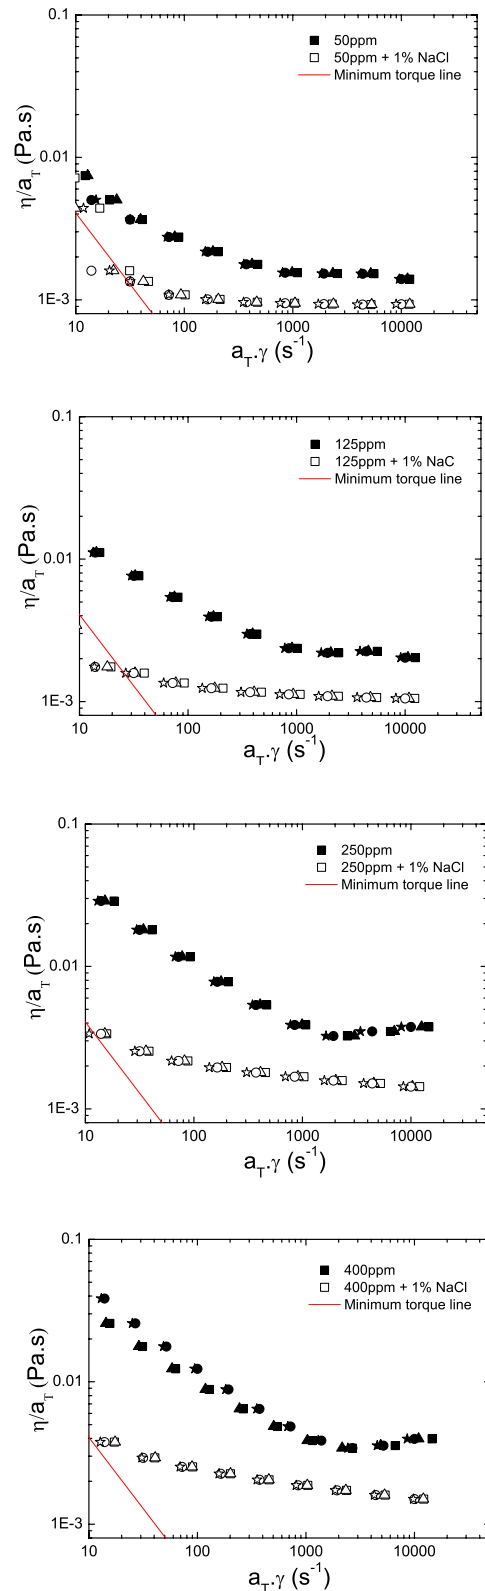 0.1
50ppm
50ppm + 1% NaCl
Minimum torque line
0.01
1E-3
η/a_T (Pa.s)
10 100 1000 10000
a_T.γ (s⁻¹)
0.1
125ppm
125ppm + 1% NaC
Minimum torque line
0.01
1E-3
η/a_T (Pa.s)
10 100 1000 10000
a_T.γ (s⁻¹)
0.1
250ppm
250ppm + 1% NaCl
Minimum torque line
0.01
1E-3
η/a_T (Pa.s)
10 100 1000 10000
a_T.γ (s⁻¹)
0.1
400ppm
400ppm + 1% NaCl
Minimum torque line
0.01
1E-3
η/a_T (Pa.s)
10 100 1000 10000
a_T.γ (s⁻¹)